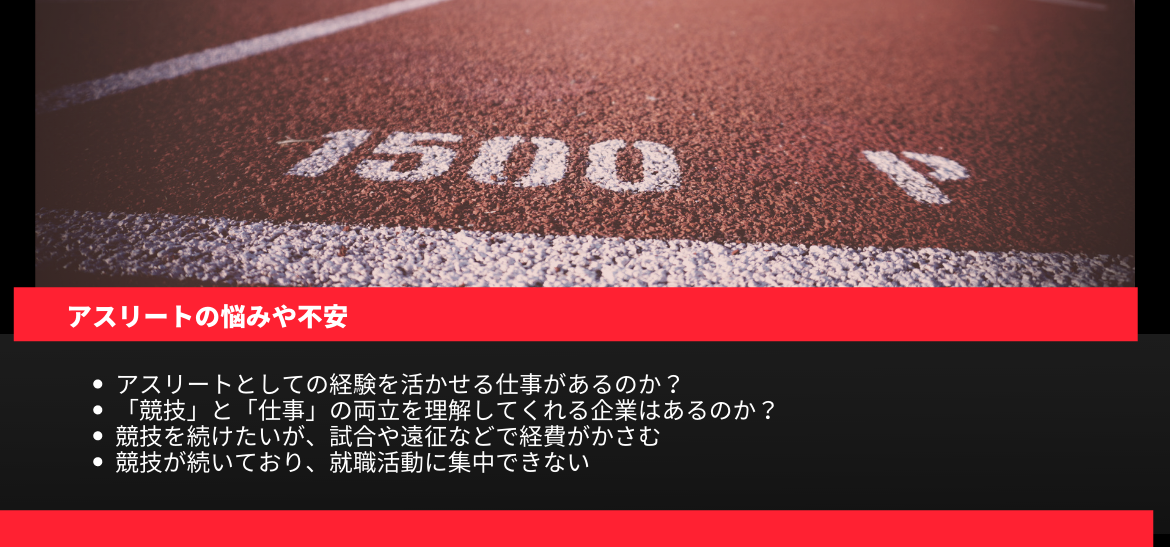 1500
アスリートの悩みや不安
アスリートとしての経験を活かせる仕事があるのか？
「競技」と「仕事」の両立を理解してくれる企業はあるのか？
競技を続けたいが、試合や遠征などで経費がかさむ
競技が続いており、就職活動に集中できない